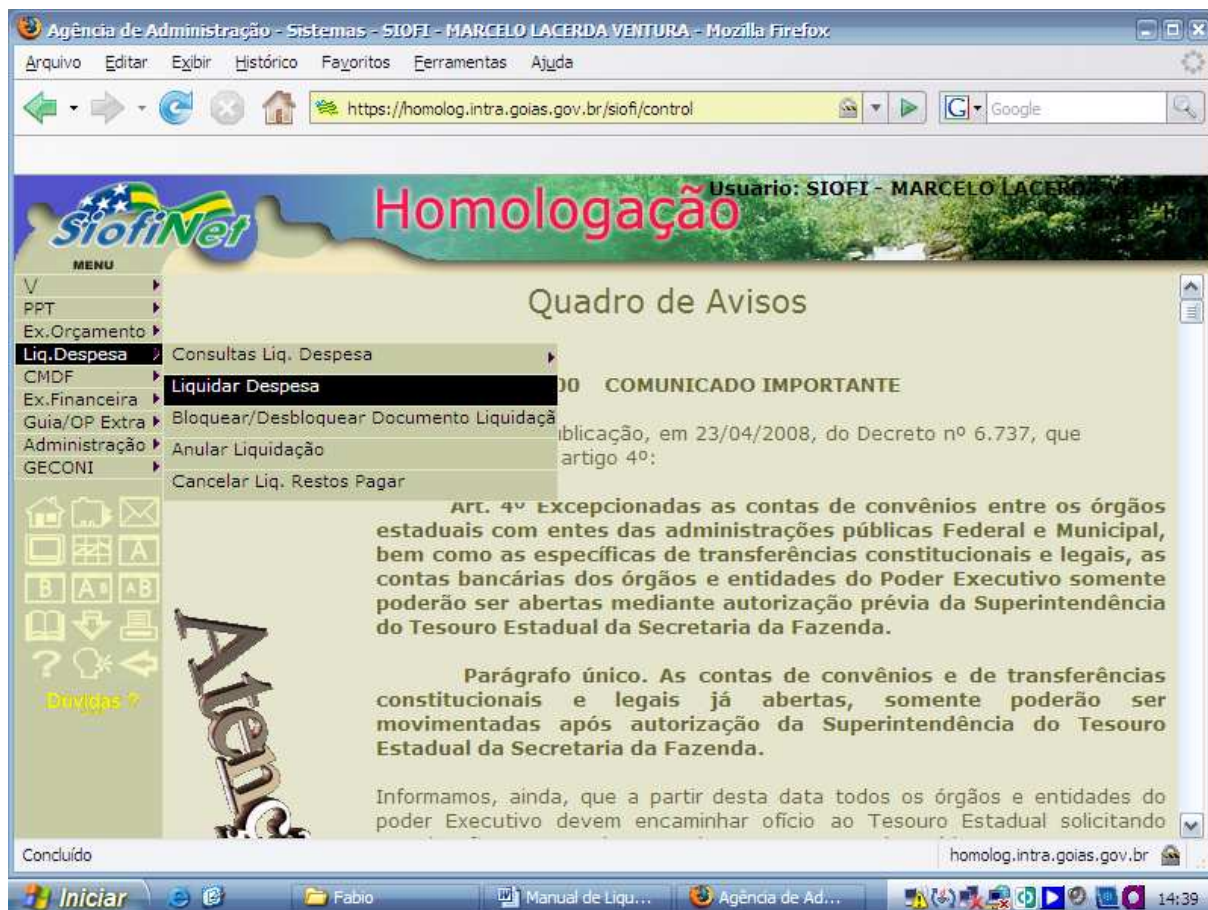 Agência de Administração - Sistemas - SIOFI - MARCELO LACERDA VENTURA - Mozilla Firefox
Arquivo Editar Exibir Histórico Favoritos Ferramentas Ajuda
https://homolog.intra.goias.gov.br/siofi/control
G Google
SiofiNet
Homologação
Usuario: SIOFI - MARCELO LACERDA
MENU
V
PPT
Ex.Orçamento
Liq.Despesa
CMDF
Ex.Financeira
Guia/OP Extra
Administração
GECONI
Consultas Liq. Despesa
Liquidar Despesa
Bloquear/Desbloquear Documento Liquidaçã
Anular Liquidação
Cancelar Liq. Restos Pagar
A
B A B A B
?
Dúvidas ?
Quadro de Avisos
00 COMUNICADO IMPORTANTE
ublicação, em 23/04/2008, do Decreto nº 6.737, que
artigo 4º:
Art. 4º Excepcionadas as contas de convênios entre os órgãos
estaduais com entes das administrações públicas Federal e Municipal,
bem como as específicas de transferências constitucionais e legais, as
contas bancárias dos órgãos e entidades do Poder Executivo somente
poderão ser abertas mediante autorização prévia da Superintendência
do Tesouro Estadual da Secretaria da Fazenda.
Parágrafo único. As contas de convênios e de transferências
constitucionais e legais já abertas, somente poderão ser
movimentadas após autorização da Superintendência do Tesouro
Estadual da Secretaria da Fazenda.
Informamos, ainda, que a partir desta data todos os órgãos e entidades do
poder Executivo devem encaminhar ofício ao Tesouro Estadual solicitando
Atenç
Concluído
homolog.intra.goias.gov.br
Iniciar
Fabio
Manual de Liqu...
Agência de Ad...
14:39